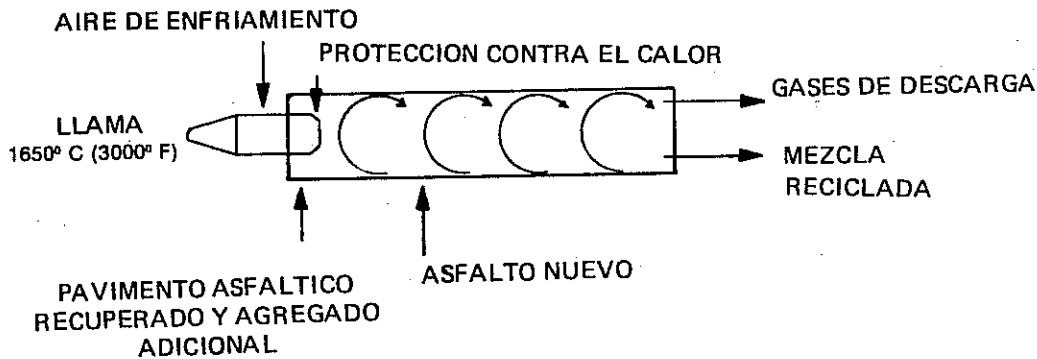 AIRE DE ENFRIAMIENTO
PROTECCION CONTRA EL CALOR
GASES DE DESCARGA
LLAMA
1650º C (3000º F)
MEZCLA
RECICLADA
ASFALTO NUEVO
PAVIMENTO ASFALTICO
RECUPERADO Y AGREGADO
ADICIONAL